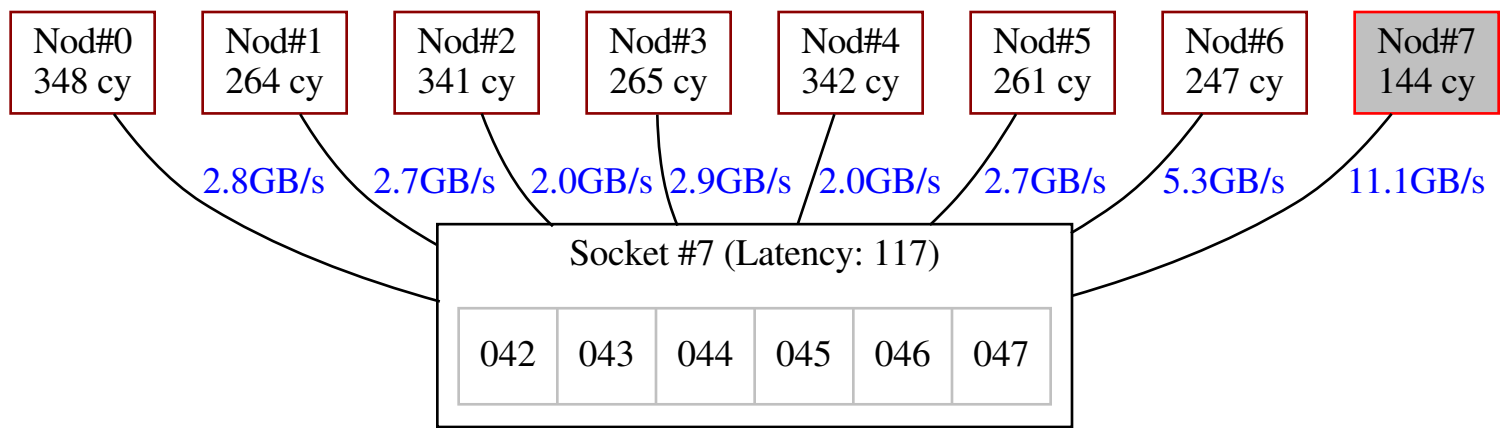 Nod#0
348 cy
Nod#1
264 cy
Nod#2
341 cy
Nod#3
265 cy
Nod#4
342 cy
Nod#5
261 cy
Nod#6
247 cy
Nod#7
144 cy
2.8GB/s
2.7GB/s
2.0GB/s
2.9GB/s
2.0GB/s
2.7GB/s
5.3GB/s
11.1GB/s
Socket #7 (Latency: 117)
042
043
044
045
046
047